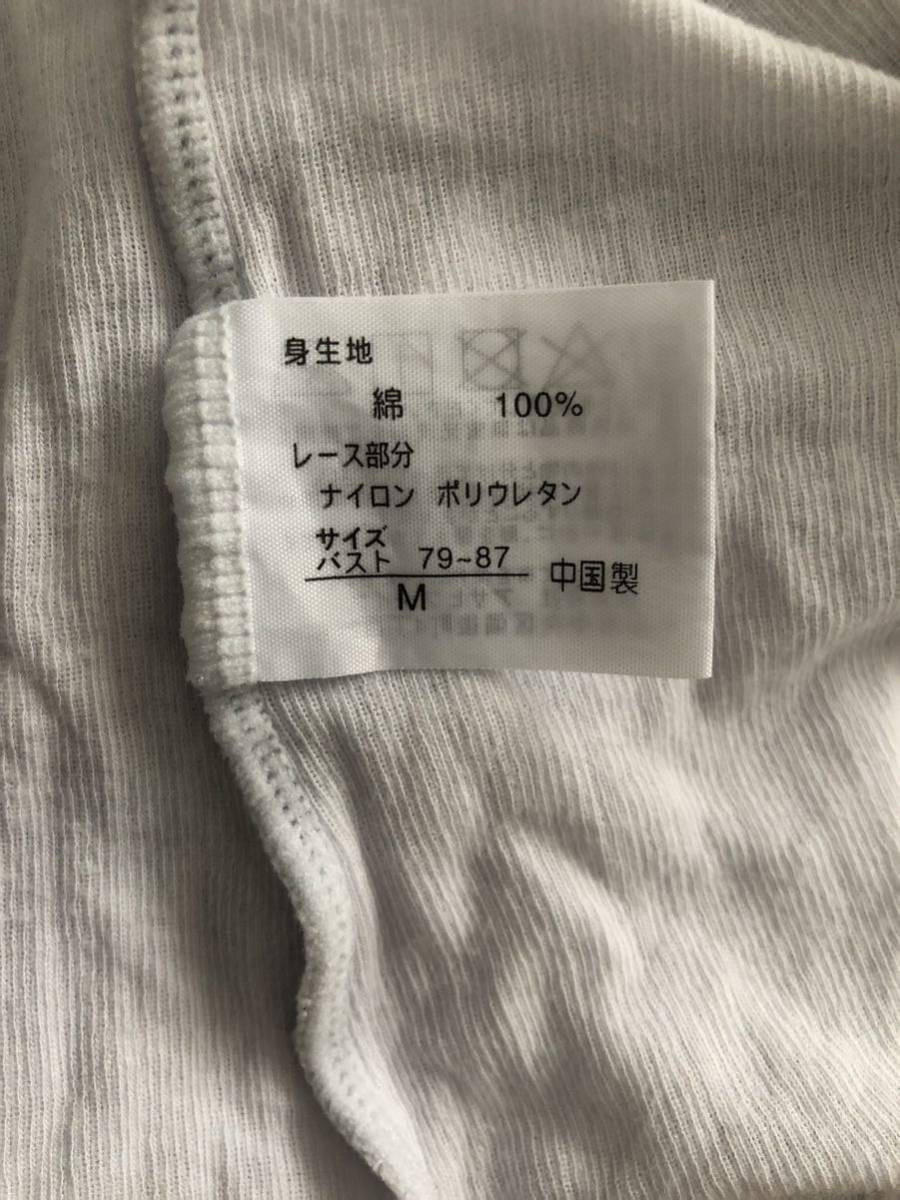 身生地
綿 100%
レース部分
ナイロン ポリウレタン
サイズ
バスト 79~87
M
中国製